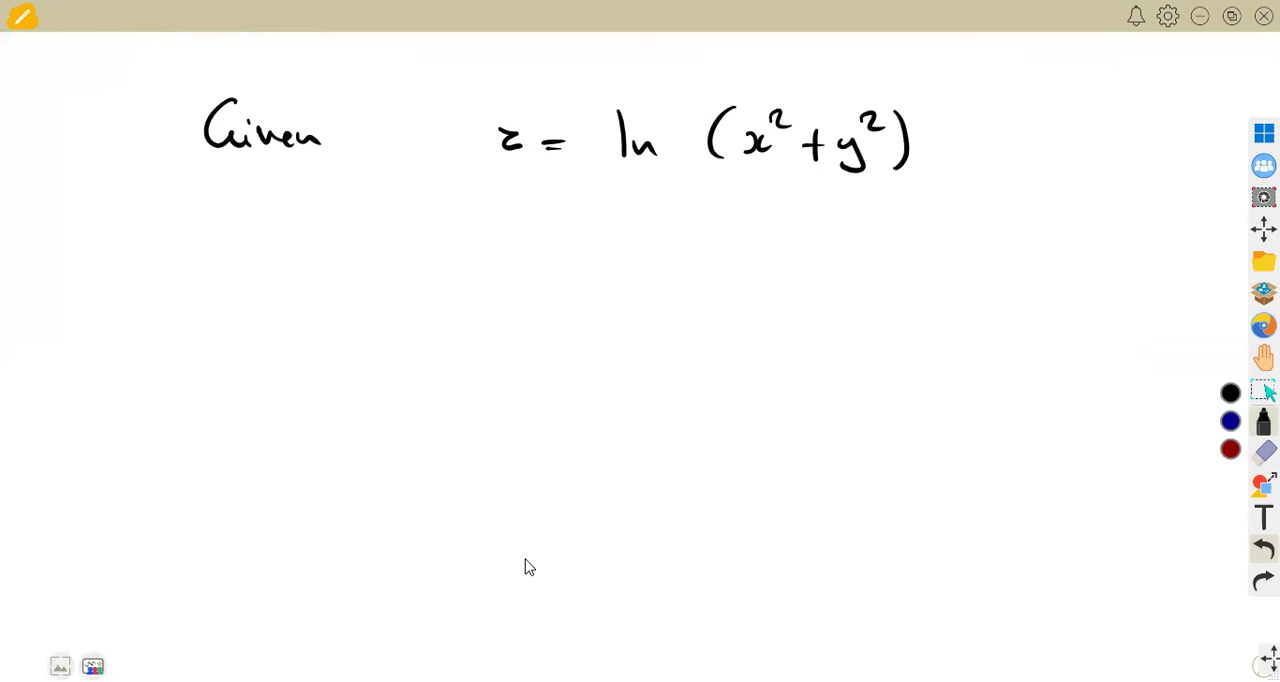 Given z = ln (x² + y²)